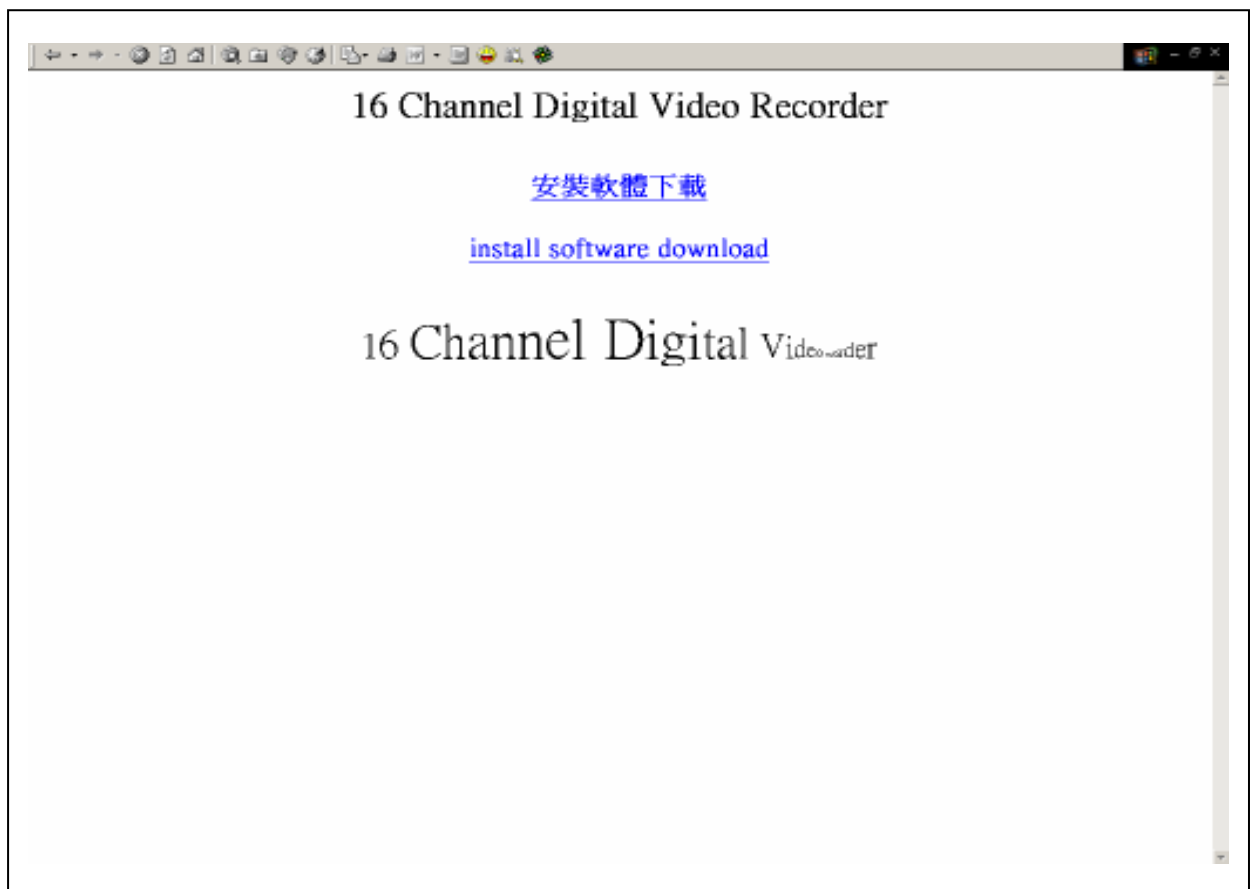 16 Channel Digital Video Recorder
安裝軟體下載
install software download
16 Channel Digital